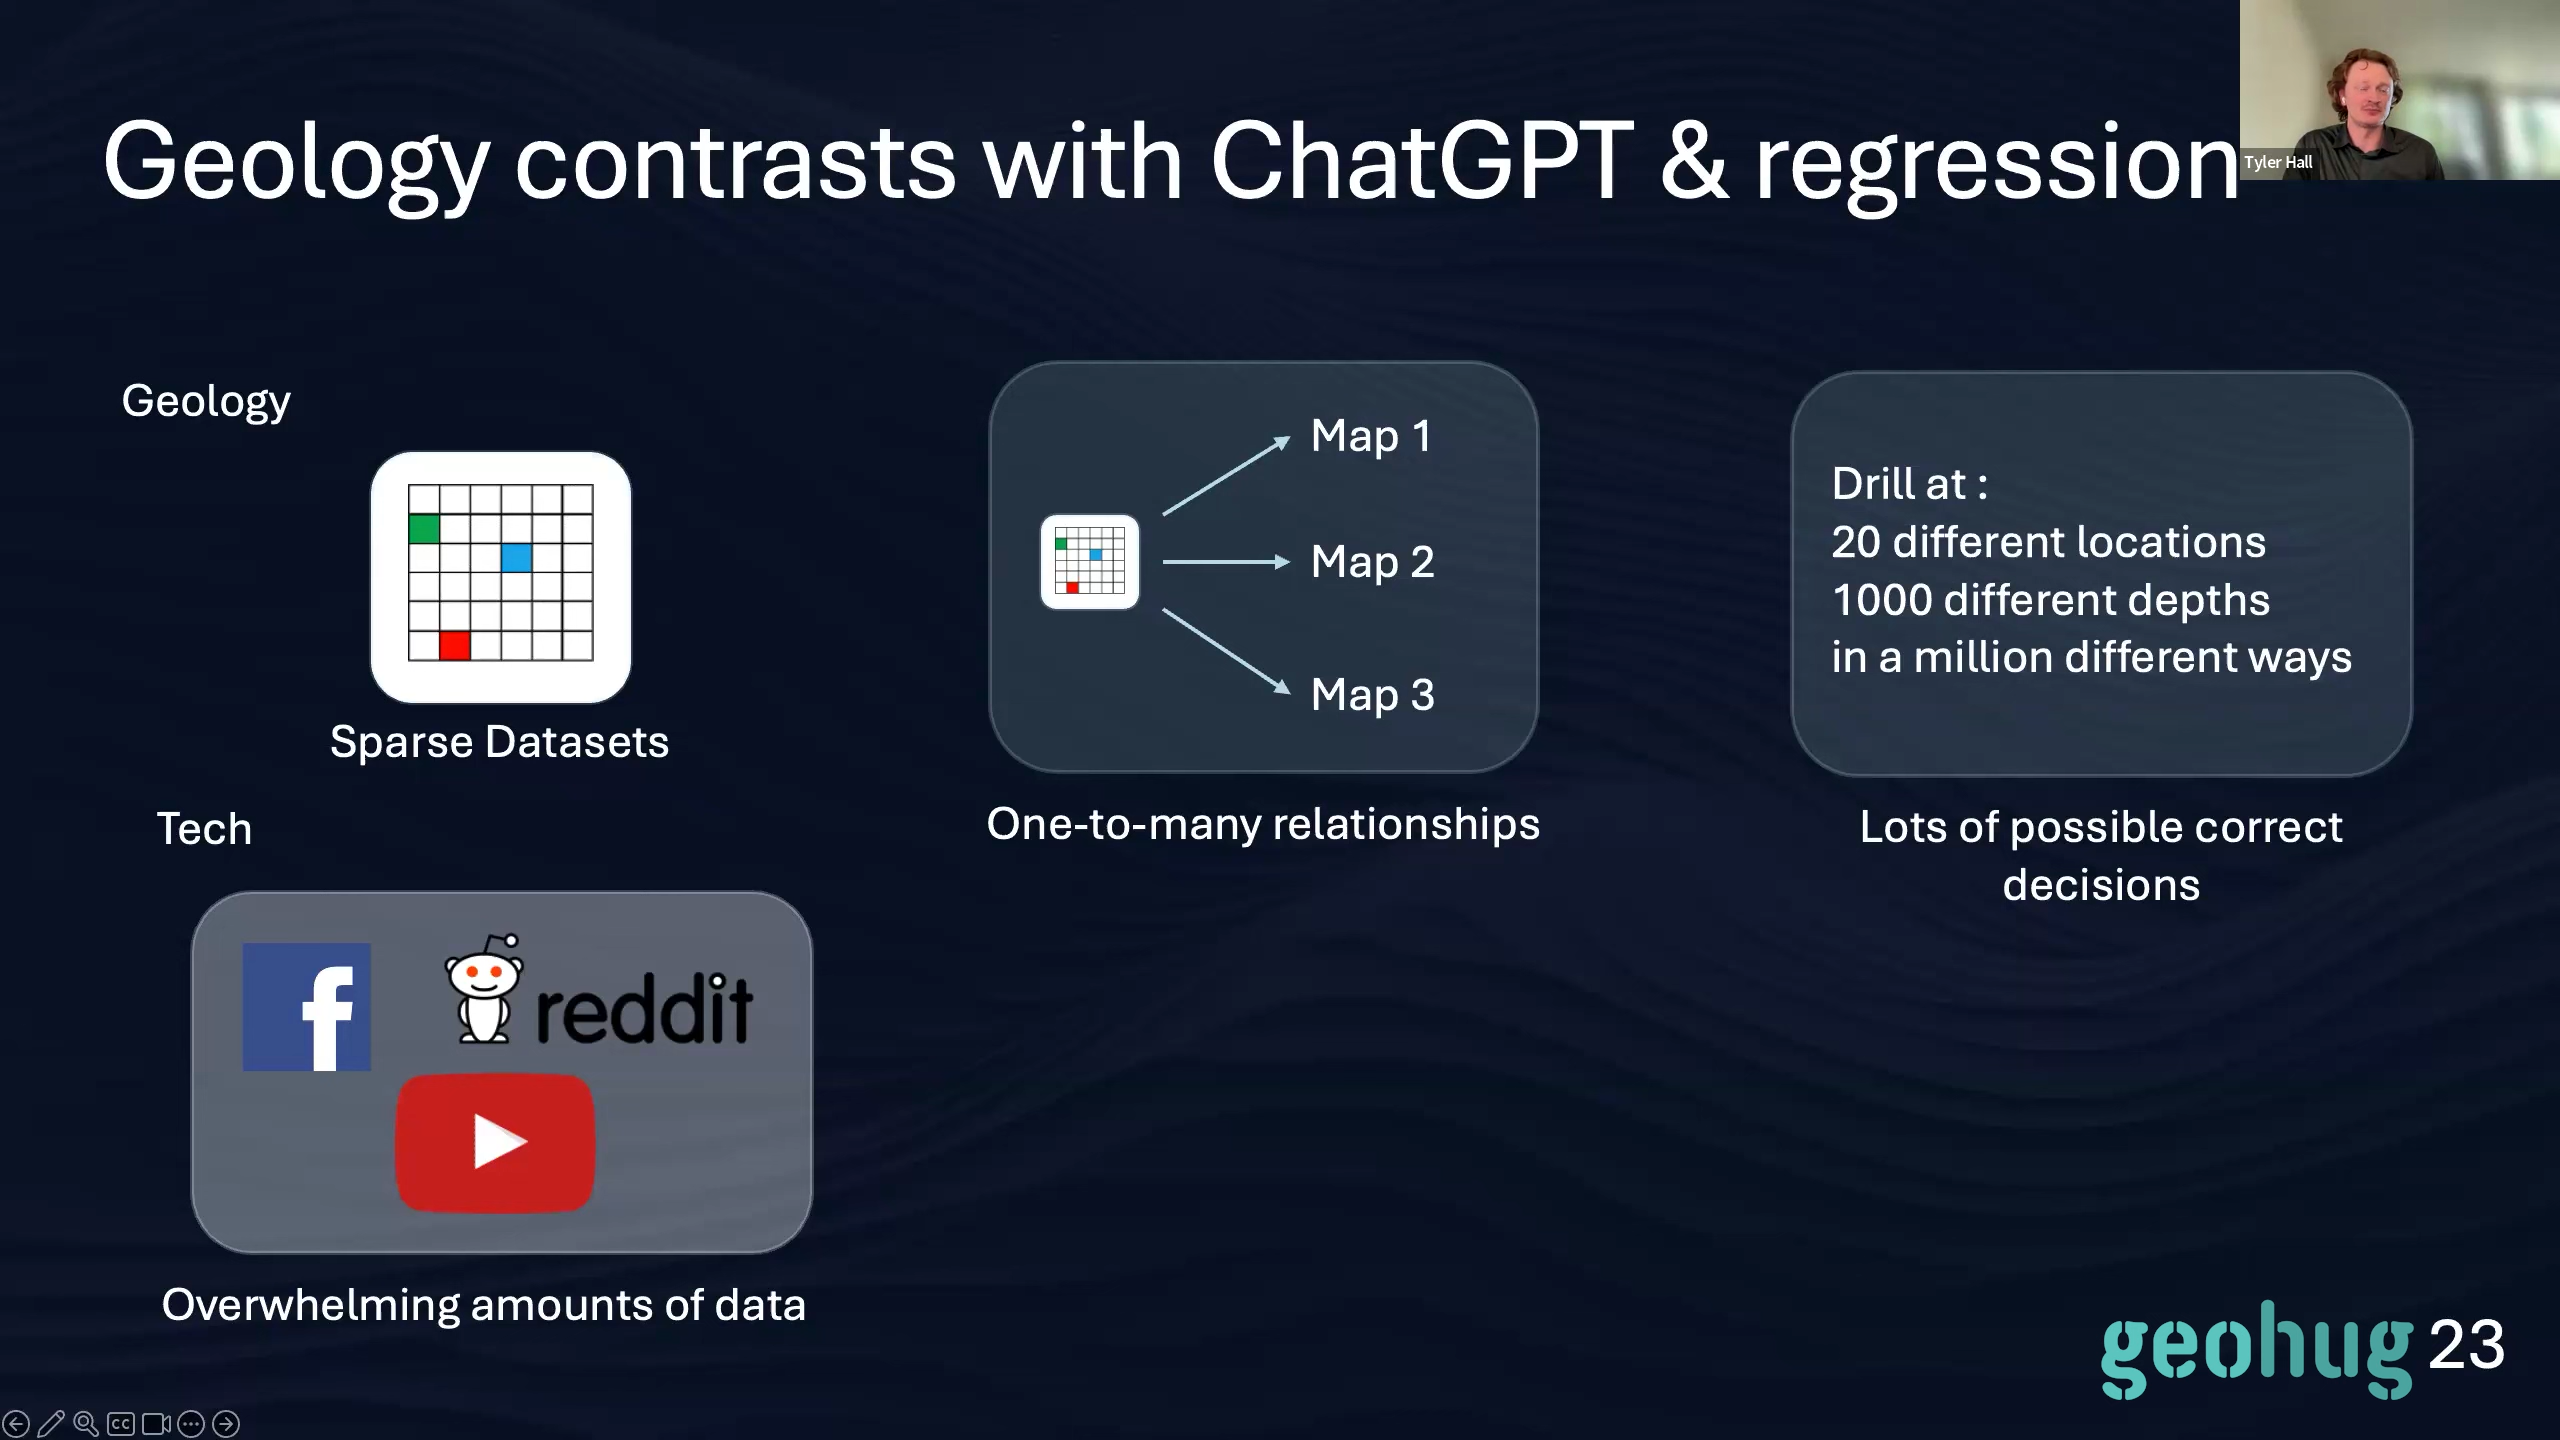 Geology contrasts with ChatGPT & regression
Tyler Hall
Geology
Sparse Datasets
Map 1
Map 2
Map 3
One-to-many relationships
Drill at :
20 different locations
1000 different depths
in a million different ways
Lots of possible correct
decisions
Tech
f
reddit
Overwhelming amounts of data
geohug 23
CC